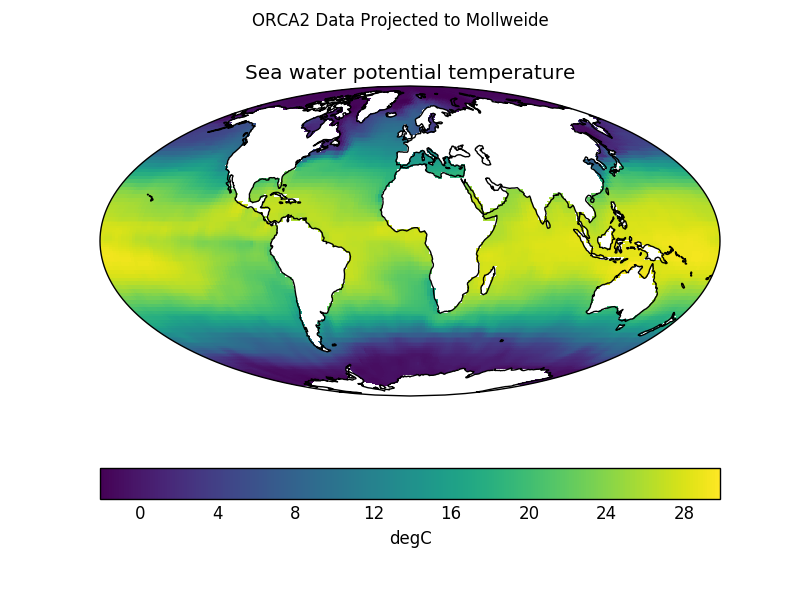 ORCA2 Data Projected to Mollweide
Sea water potential temperature
0 4 8 12 16 20 24 28
degC